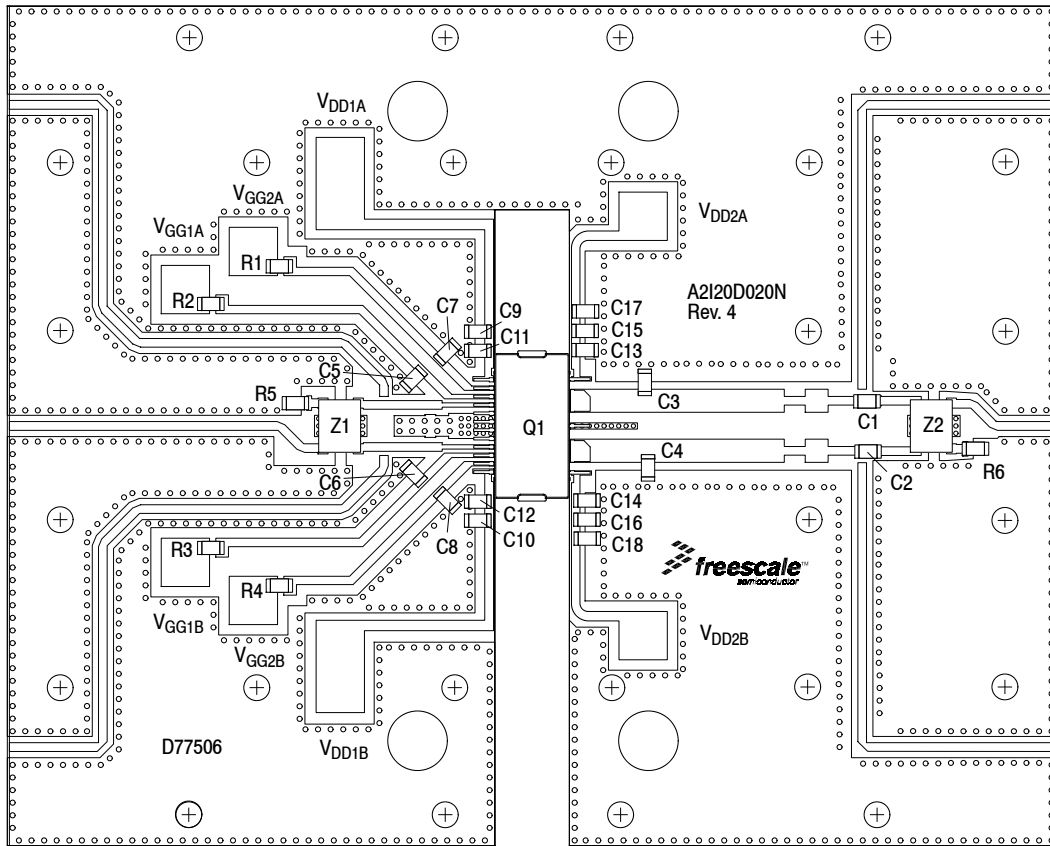 VDD1A
VGG2A
VGG1A
VDD2A
R1
R2
A2I20D020N
Rev. 4
C7
C9
C11
C17
C15
C13
C5
R5
C3
C1
Z1
Q1
Z2
C4
C6
C2
R6
C8
C12
C10
C14
C16
C18
R3
R4
freescale™
semiconductor
VGG1B
VGG2B
VDD2B
VDD1B
D77506